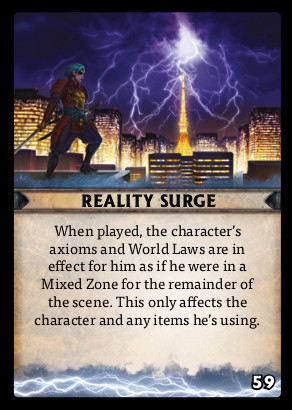 REALITY SURGE
When played, the character's
axioms and World Laws are in
effect for him as if he were in a
Mixed Zone for the remainder of
the scene. This only affects the
character and any items he's using.
59